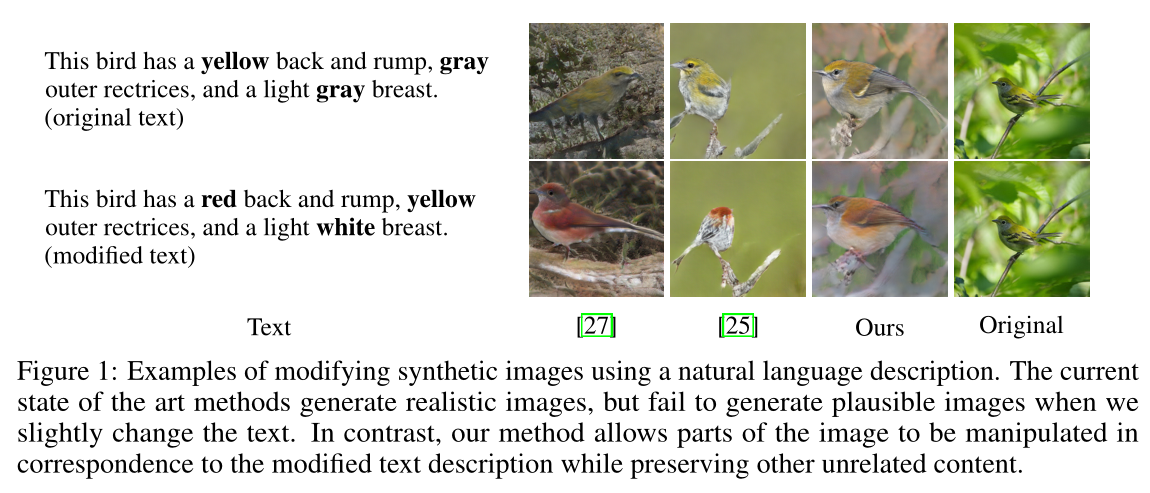 This bird has a yellow back and rump, gray
outer rectrices, and a light gray breast.
(original text)
This bird has a red back and rump, yellow
outer rectrices, and a light white breast.
(modified text)
Text [27] [25] Ours Original
Figure 1: Examples of modifying synthetic images using a natural language description. The current
state of the art methods generate realistic images, but fail to generate plausible images when we
slightly change the text. In contrast, our method allows parts of the image to be manipulated in
correspondence to the modified text description while preserving other unrelated content.